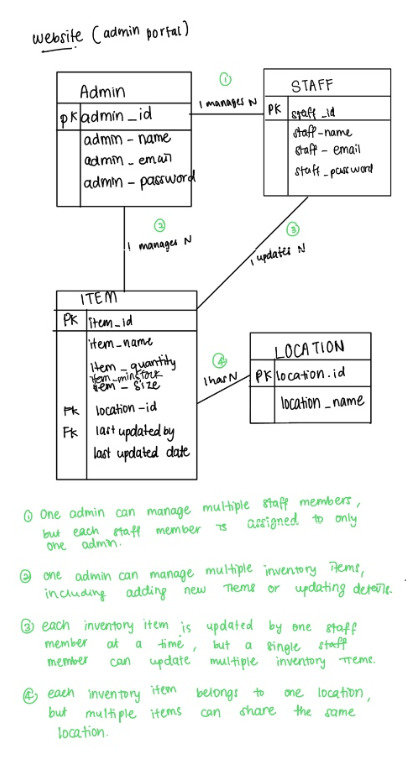 website (admin portal)
①
Admin
1 manages N
STAFF
pk admin_id
PK staff_id
admin - name
admin _ email
admin - password
staff-name
staff - email
staff _ password
②
1 manages N
③
1 updates N
ITEM
PK item_id
item_name
item _ quantity
item_minstock
item _ size
FK location-id
FK last updated by
last updated date
④
1 has N
LOCATION
PK location.id
location _name
① One admin can manage multiple staff members,
but each staff member is assigned to only
one admin.
② one admin can manage multiple inventory items,
including adding new items or updating details.
③ each inventory item is updated by one staff
member at a time, but a single staff
member can update multiple inventory items.
④ each inventory item belongs to one location,
but multiple items can share the same
location.